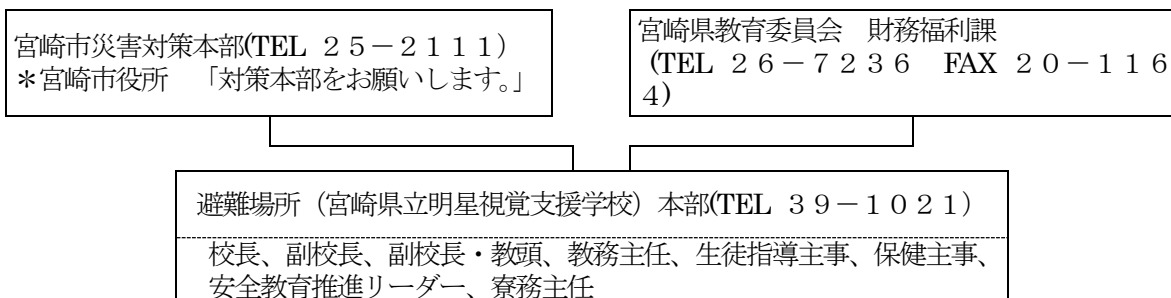 宮崎市災害対策本部(TEL ２５－２１１１)
＊宮崎市役所　「対策本部をお願いします。」
宮崎県教育委員会　財務福利課
(TEL ２６－７２３６　FAX ２０－１１６
４)
避難場所（宮崎県立明星視覚支援学校）本部(TEL ３９－１０２１)
校長、副校長、副校長・教頭、教務主任、生徒指導主事、保健主事、
安全教育推進リーダー、寮務主任